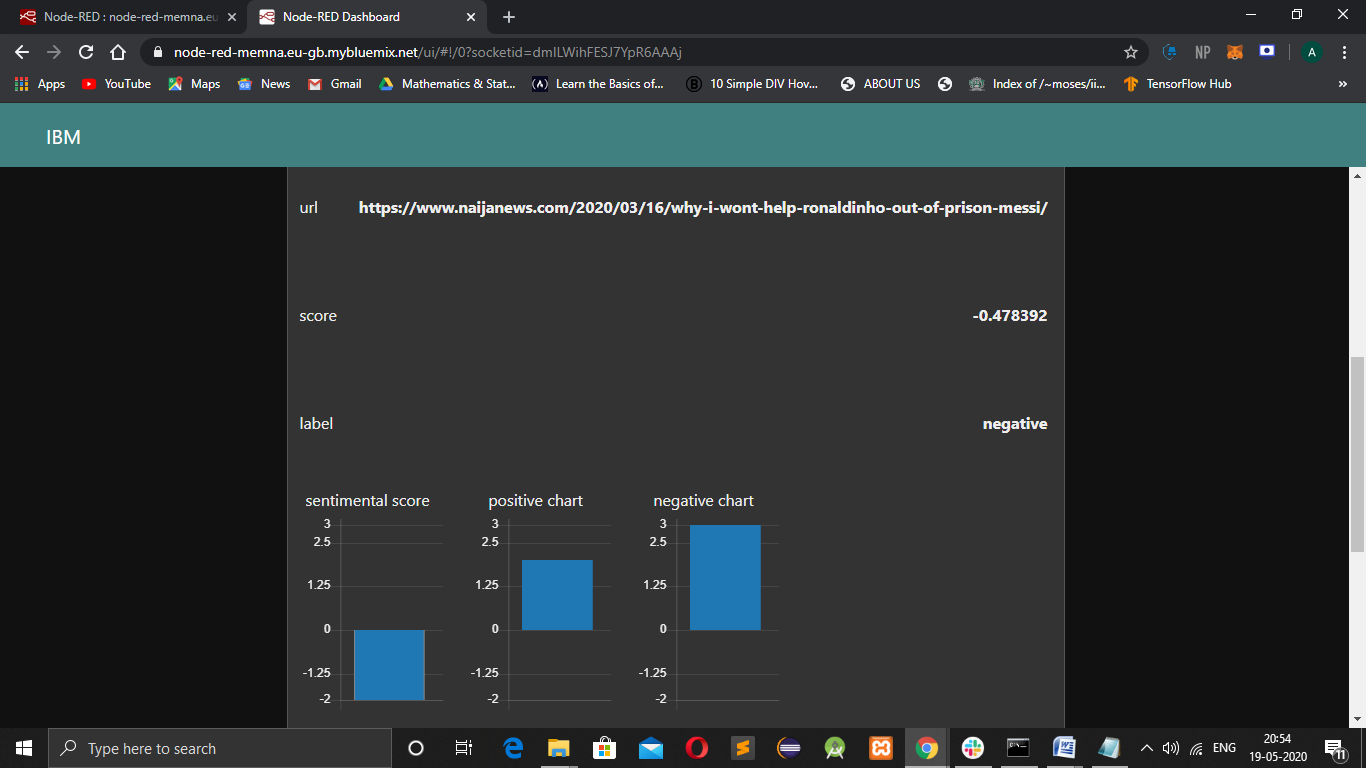 Node-RED : node-red-memna.eu
Node-RED Dashboard
node-red-memna.eu-gb.mybluemix.net/ui/#!/0?socketid=dmILWihFESJ7YpR6AAAj
NP
A
Apps YouTube Maps News Gmail Mathematics & Stat... Learn the Basics of... 10 Simple DIV Hov... ABOUT US Index of /~moses/ii... TensorFlow Hub
IBM
url https://www.naijanews.com/2020/03/16/why-i-wont-help-ronaldinho-out-of-prison-messi/
score -0.478392
label negative
sentimental score positive chart negative chart
3 3 3
2.5 2.5 2.5
1.25 1.25 1.25
0 0 0
-1.25 -1.25 -1.25
-2 -2 -2
Type here to search
ENG
20:54
19-05-2020
11